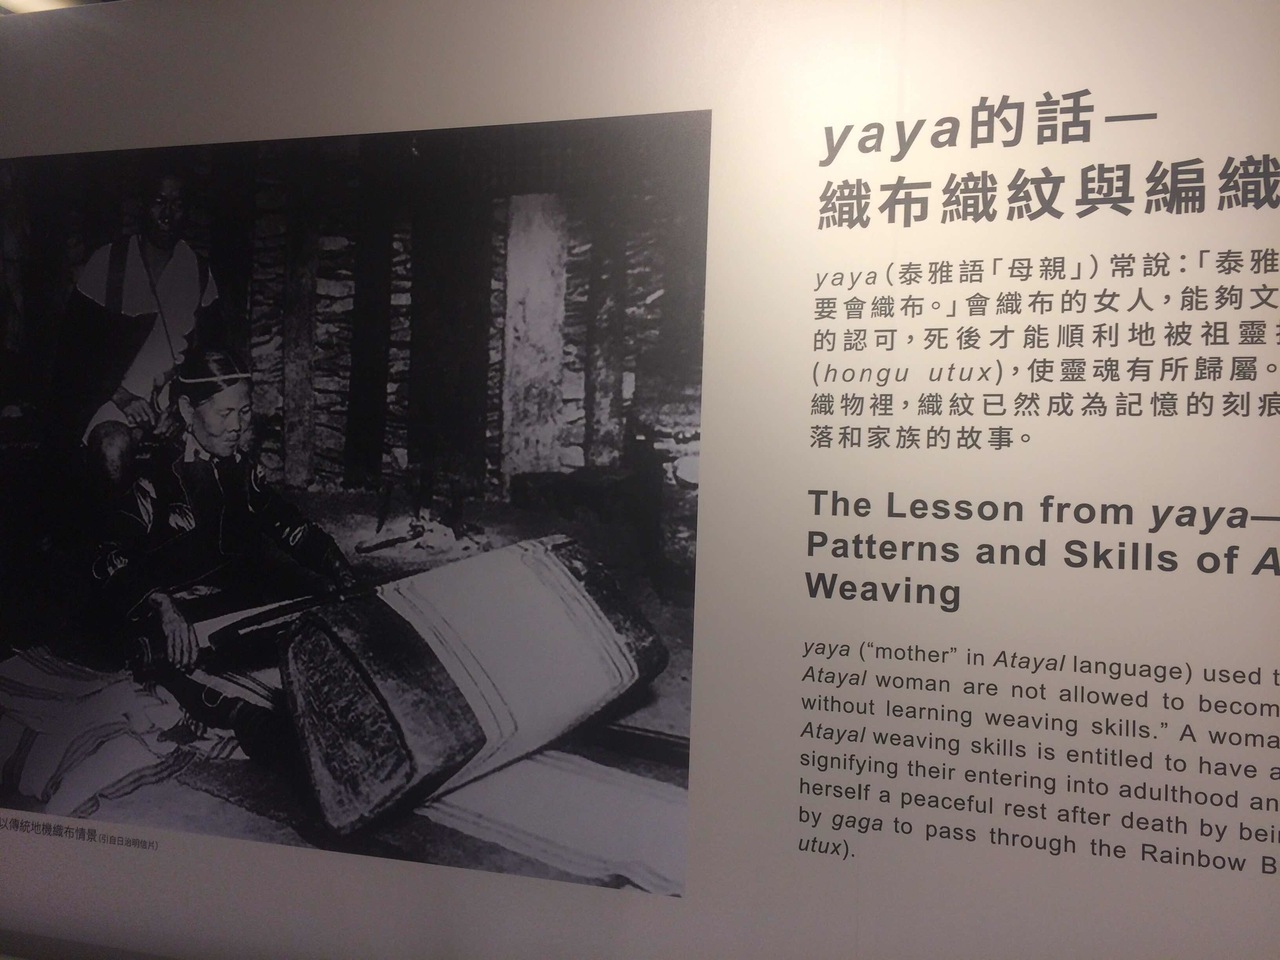 yaya的話—
織布織紋與編織
yaya（泰雅語「母親」）常說：「泰雅
要會織布。」會織布的女人，能夠文
的認可，死後才能順利地被祖靈
(hongu utux)，使靈魂有所歸屬。
織物裡，織紋已然成為記憶的刻痕
落和家族的故事。
The Lesson from yaya—
Patterns and Skills of A
Weaving
yaya (“mother” in Atayal language) used t
Atayal woman are not allowed to becom
without learning weaving skills.” A woma
Atayal weaving skills is entitled to have a
signifying their entering into adulthood an
herself a peaceful rest after death by bei
by gaga to pass through the Rainbow B
utux).
以傳統地機織布情景（引自日治明信片）